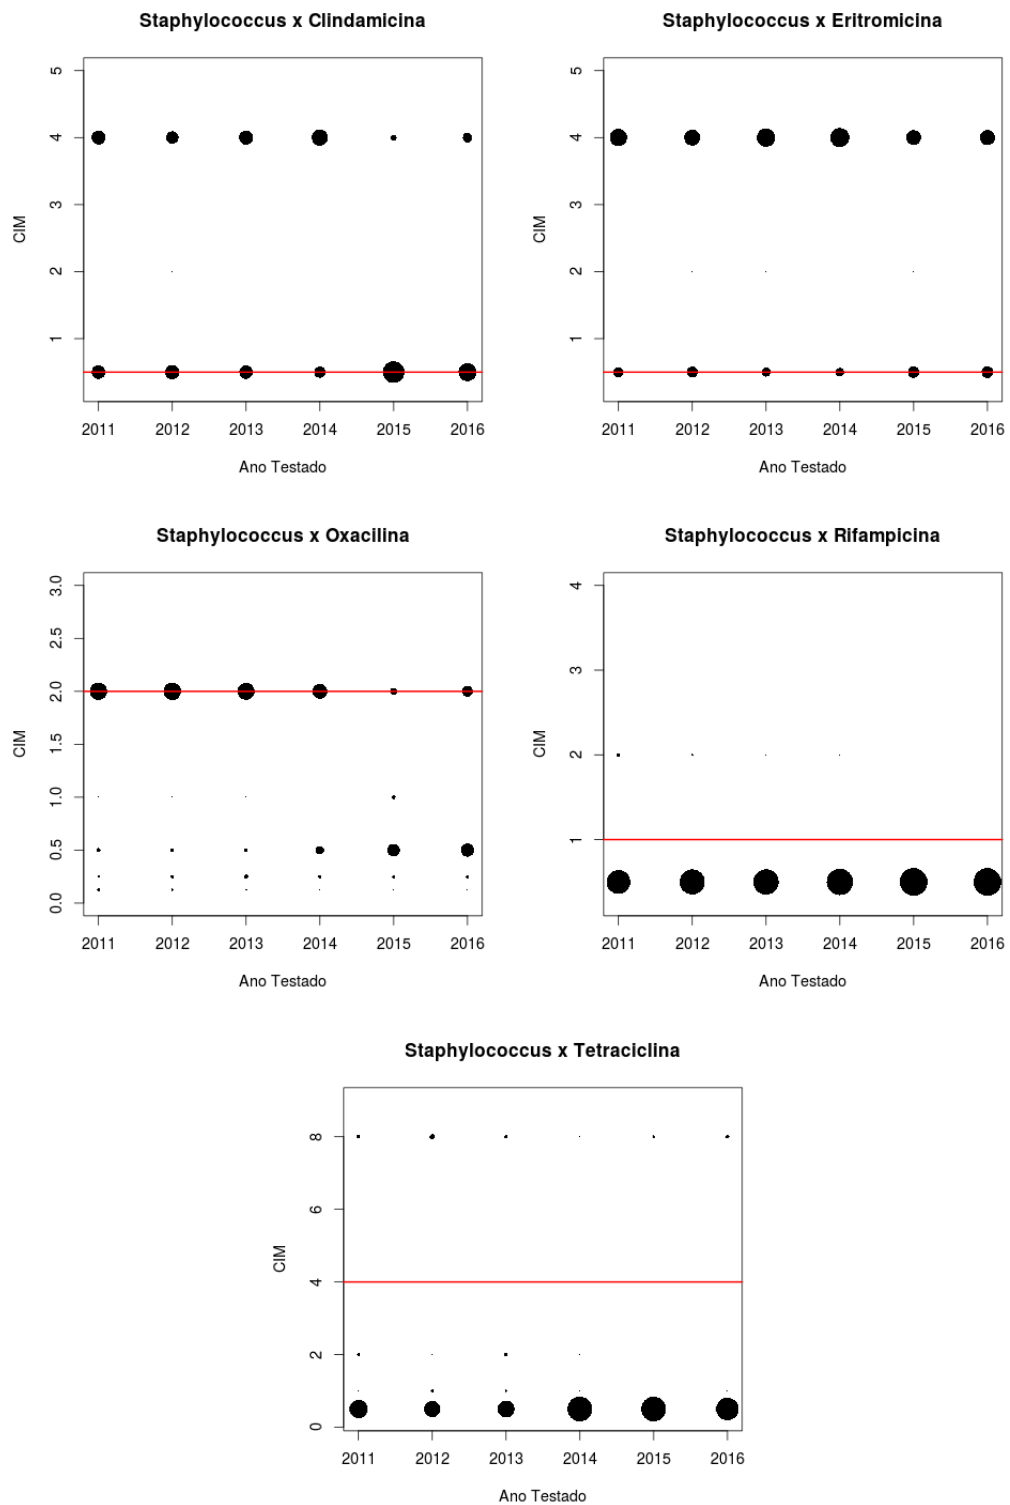 Staphylococcus x Clindamicina
CIM
5
4
3
2
1
2011 2012 2013 2014 2015 2016
Ano Testado
Staphylococcus x Eritromicina
CIM
5
4
3
2
1
2011 2012 2013 2014 2015 2016
Ano Testado
Staphylococcus x Oxacilina
CIM
3.0
2.5
2.0
1.5
1.0
0.5
0.0
2011 2012 2013 2014 2015 2016
Ano Testado
Staphylococcus x Rifampicina
CIM
4
3
2
1
2011 2012 2013 2014 2015 2016
Ano Testado
Staphylococcus x Tetraciclina
CIM
8
6
4
2
0
2011 2012 2013 2014 2015 2016
Ano Testado